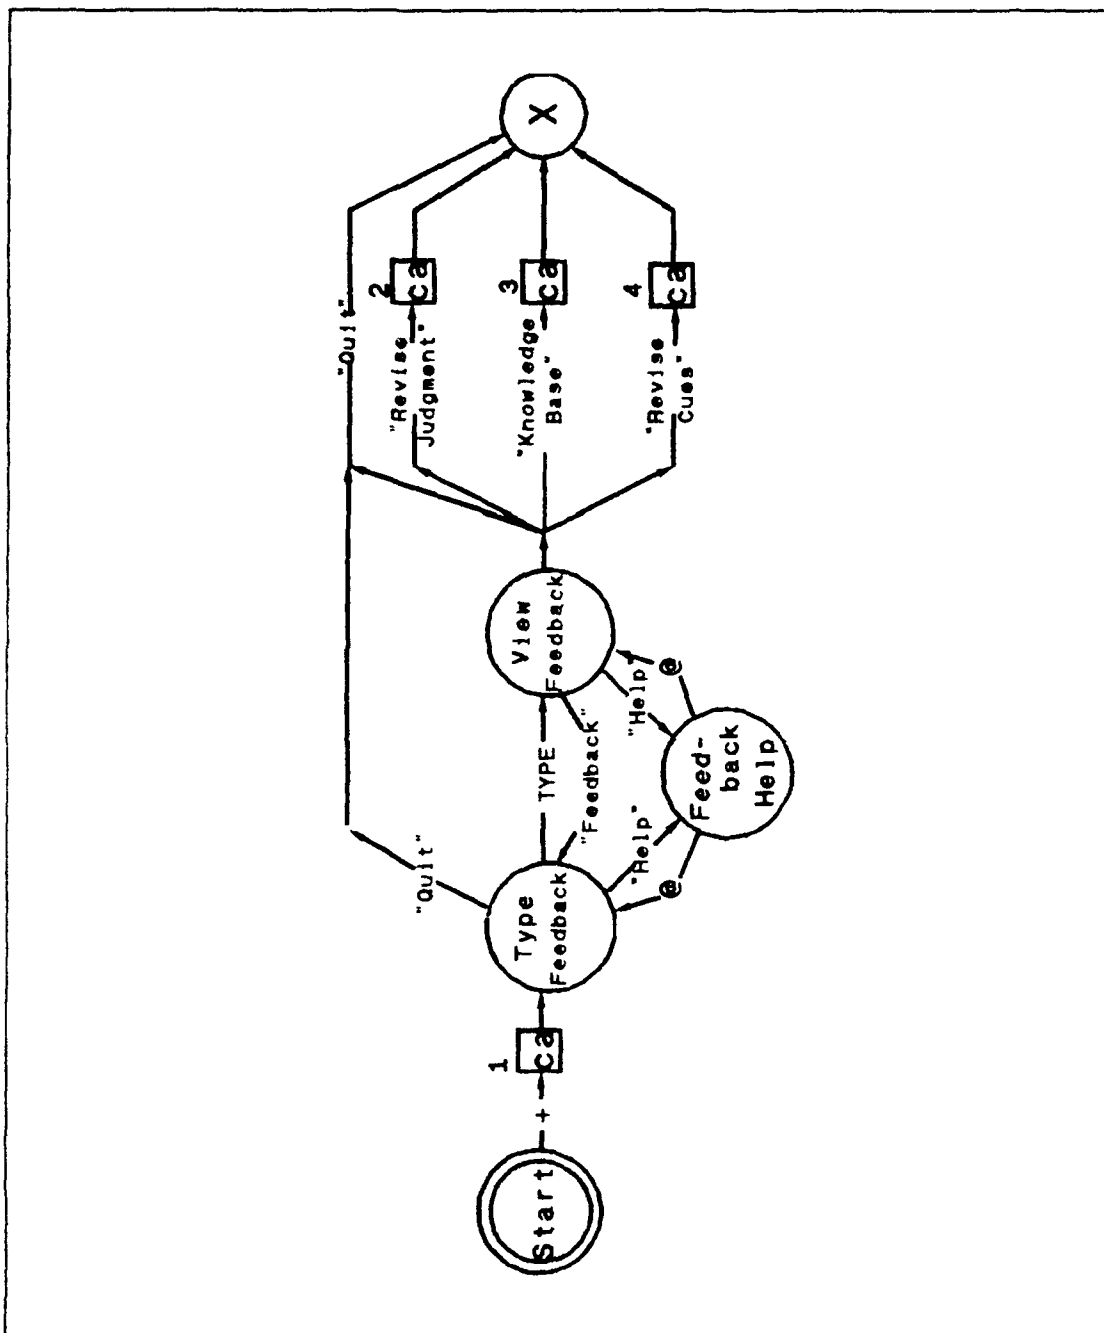 Start
+
1
ca
Type
Feedback
"Quit"
TYPE
"Feedback"
"Help"
@
Feed-
back
Help
"Help"
@
View
Feedback
"Quit"
"Revise
Judgment"
2
ca
"Knowledge
Base"
3
ca
"Revise
Cues"
4
ca
X